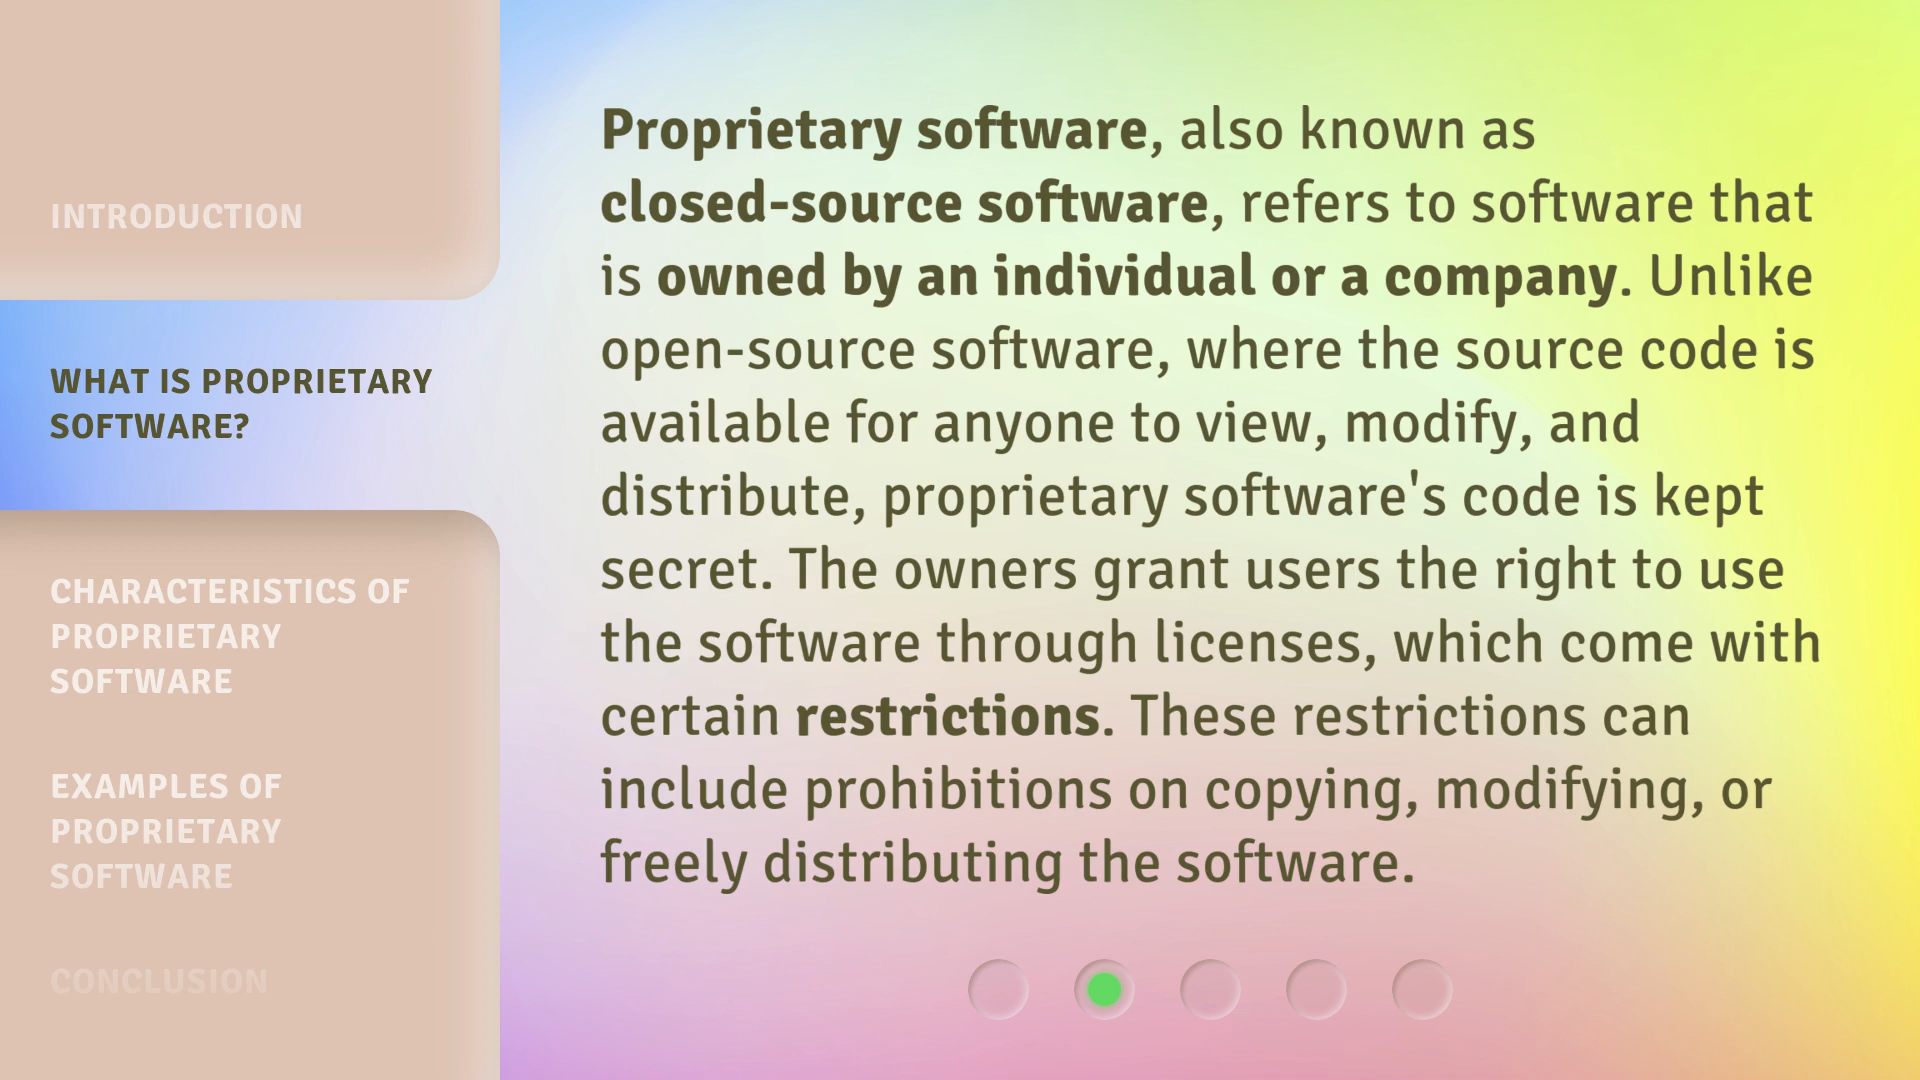 INTRODUCTION
WHAT IS PROPRIETARY
SOFTWARE?
CHARACTERISTICS OF
PROPRIETARY
SOFTWARE
EXAMPLES OF
PROPRIETARY
SOFTWARE
CONCLUSION
Proprietary software, also known as
closed-source software, refers to software that
is owned by an individual or a company. Unlike
open-source software, where the source code is
available for anyone to view, modify, and
distribute, proprietary software's code is kept
secret. The owners grant users the right to use
the software through licenses, which come with
certain restrictions. These restrictions can
include prohibitions on copying, modifying, or
freely distributing the software.